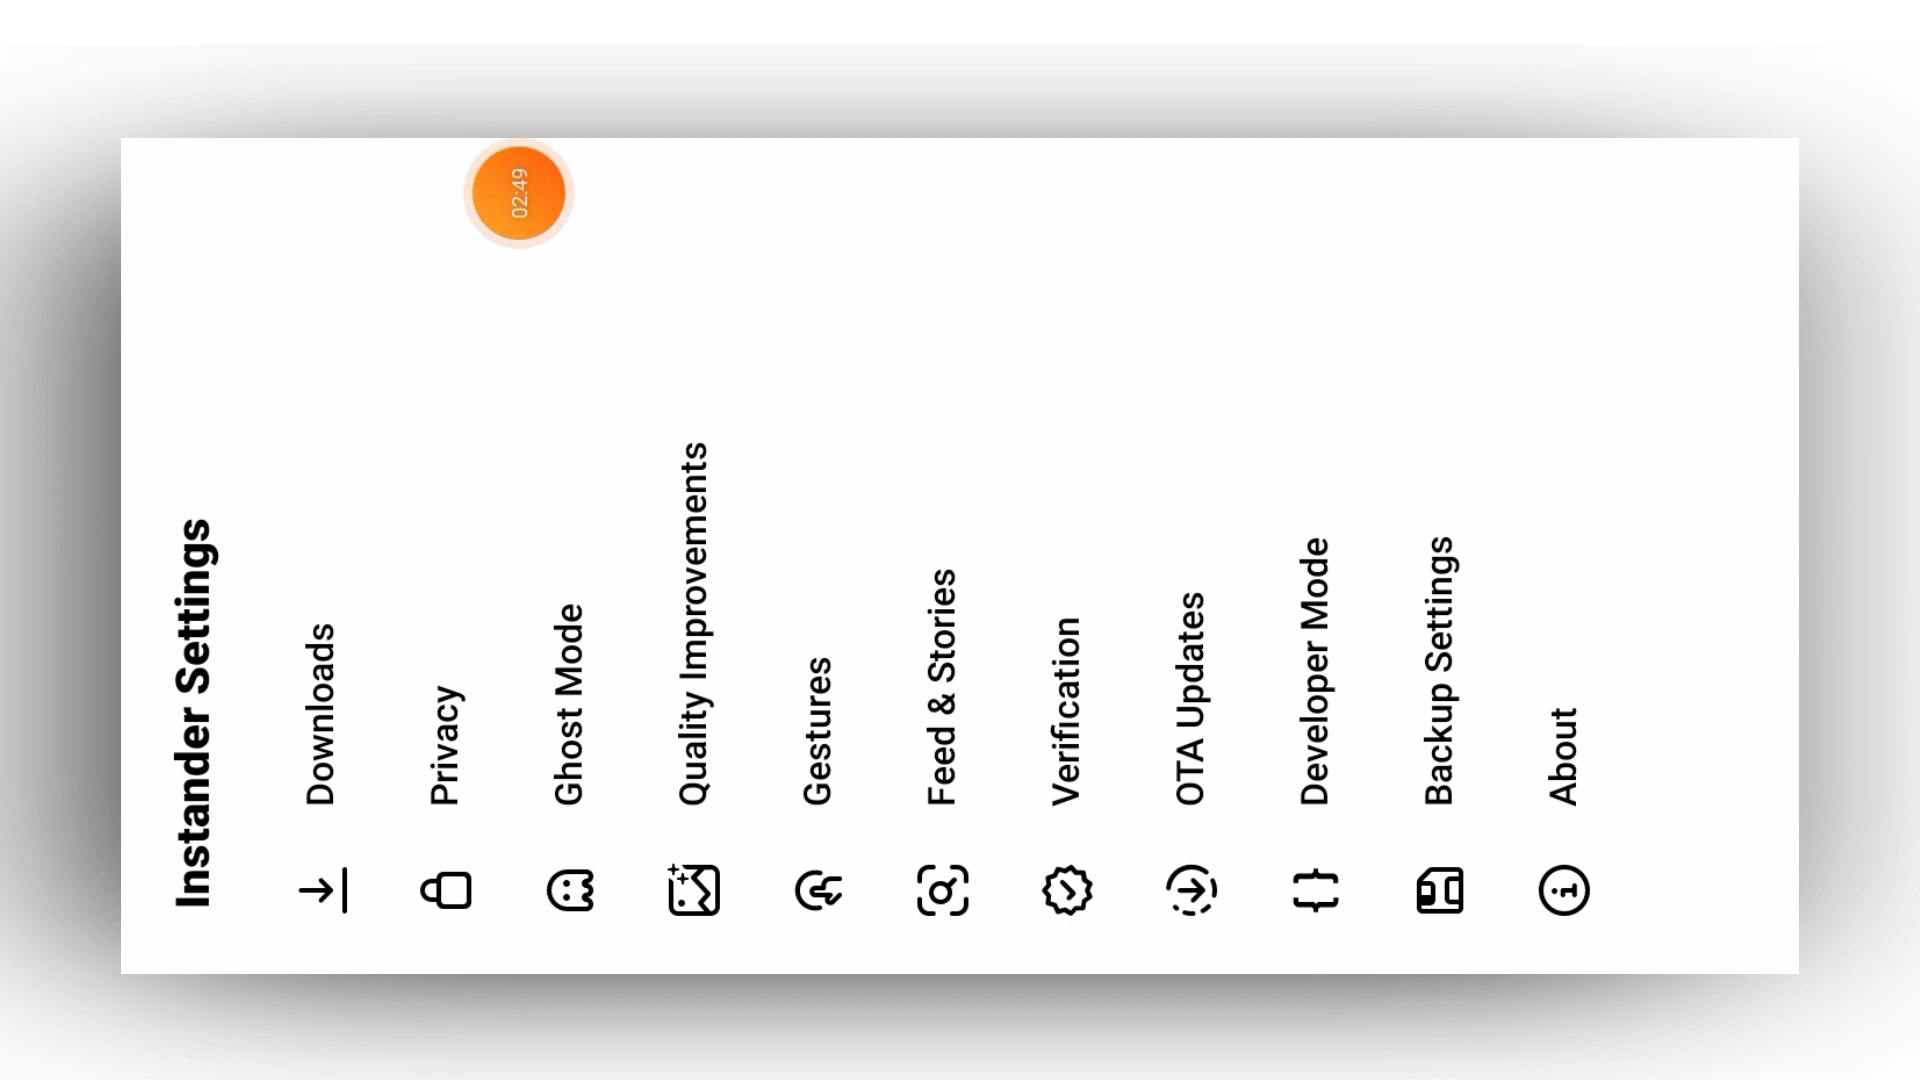 Instander Settings
02:49
Downloads
Privacy
Ghost Mode
Quality Improvements
Gestures
Feed & Stories
Verification
OTA Updates
Developer Mode
Backup Settings
About